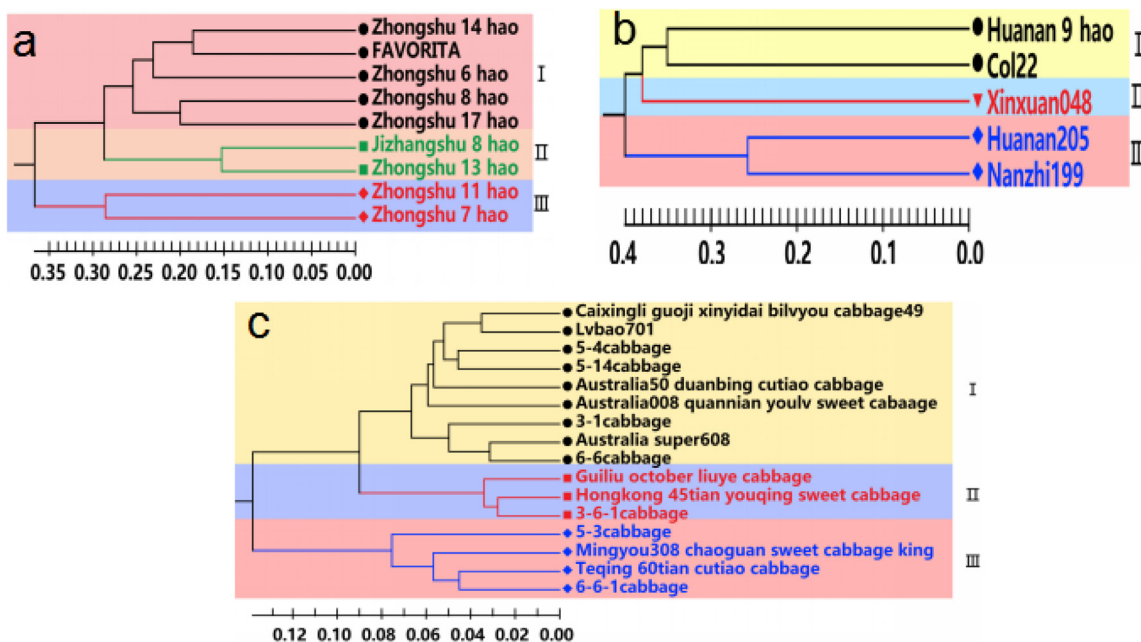 a
Zhongshu 14 hao
FAVORITA
Zhongshu 6 hao
Zhongshu 8 hao
Zhongshu 17 hao
I
Jizhangshu 8 hao
Zhongshu 13 hao
II
Zhongshu 11 hao
Zhongshu 7 hao
III
0.35 0.30 0.25 0.20 0.15 0.10 0.05 0.00
b
Huanan 9 hao
Col22
I
Xinxuan048
II
Huanan205
Nanzhi199
0.4 0.3 0.2 0.1 0.0
c
Caixingli guoji xinyidai bilvyou cabbage49
Lvbao701
5-4cabbage
5-14cabbage
Australia50 duanbing cutiao cabbage
Australia008 quannian youlv sweet cabaage
3-1cabbage
Australia super608
6-6cabbage
I
Guiliu october liuye cabbage
Hongkong 45tian youqing sweet cabbage
3-6-1cabbage
II
5-3cabbage
Mingyou308 chaoguan sweet cabbage king
Teqing 60tian cutiao cabbage
6-6-1cabbage
III
0.12 0.10 0.08 0.06 0.04 0.02 0.00